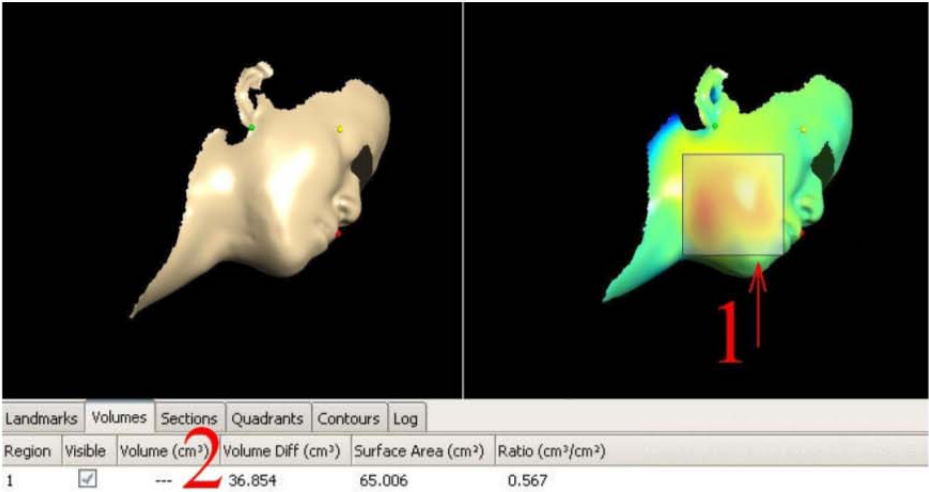 1
Landmarks Volumes Sections Quadrants Contours Log
2
Region Visible Volume (cm³) Volume Diff (cm³) Surface Area (cm²) Ratio (cm³/cm²)
1 --- 36.854 65.006 0.567